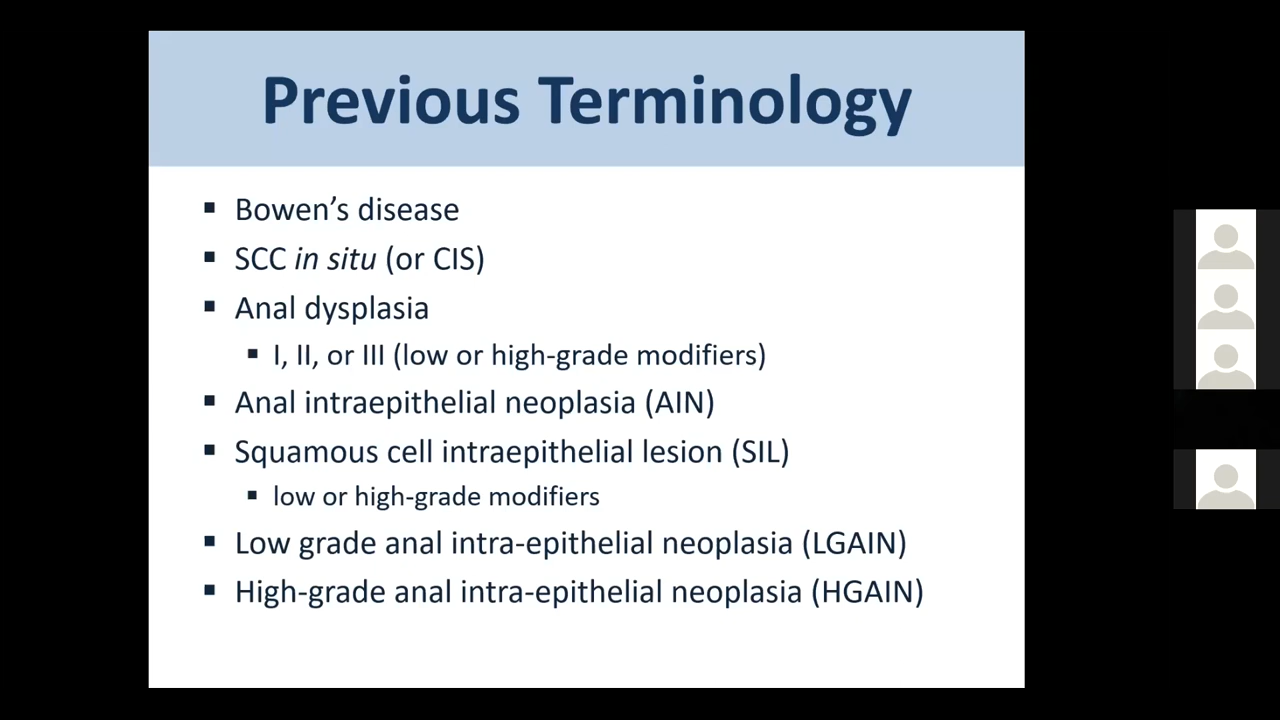 Previous Terminology
▪ Bowen’s disease
▪ SCC in situ (or CIS)
▪ Anal dysplasia
▪ I, II, or III (low or high-grade modifiers)
▪ Anal intraepithelial neoplasia (AIN)
▪ Squamous cell intraepithelial lesion (SIL)
▪ low or high-grade modifiers
▪ Low grade anal intra-epithelial neoplasia (LGAIN)
▪ High-grade anal intra-epithelial neoplasia (HGAIN)